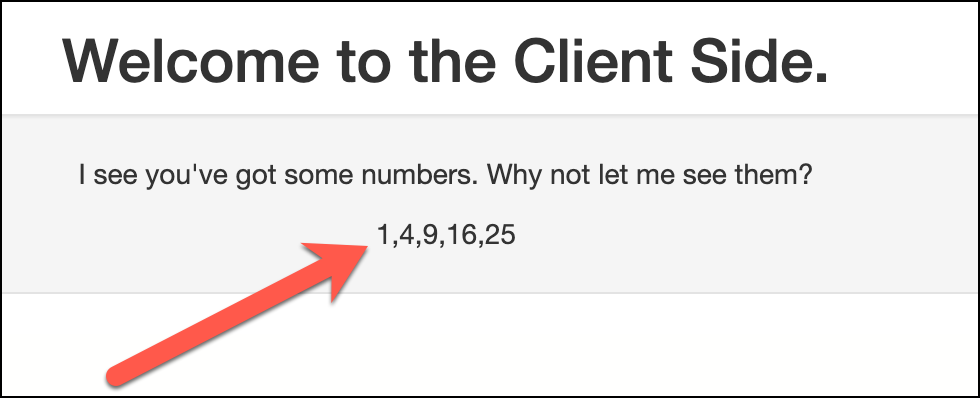 Welcome to the Client Side.
I see you've got some numbers. Why not let me see them?
1,4,9,16,25